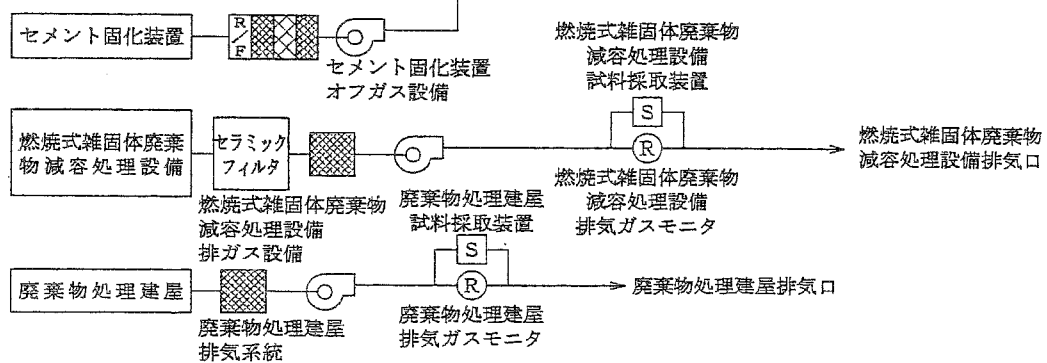 セメント固化装置
R/F
セメント固化装置
オフガス設備
燃焼式雑固体廃棄物
減容処理設備
試料採取装置
S
燃焼式雑固体廃棄
物減容処理設備
セラミック
フィルタ
R
燃焼式雑固体廃棄物
減容処理設備排気口
燃焼式雑固体廃棄物
減容処理設備
排ガス設備
廃棄物処理建屋
試料採取装置
燃焼式雑固体廃棄物
減容処理設備
排気ガスモニタ
S
廃棄物処理建屋
R
廃棄物処理建屋排気口
廃棄物処理建屋
排気系統
廃棄物処理建屋
排気ガスモニタ